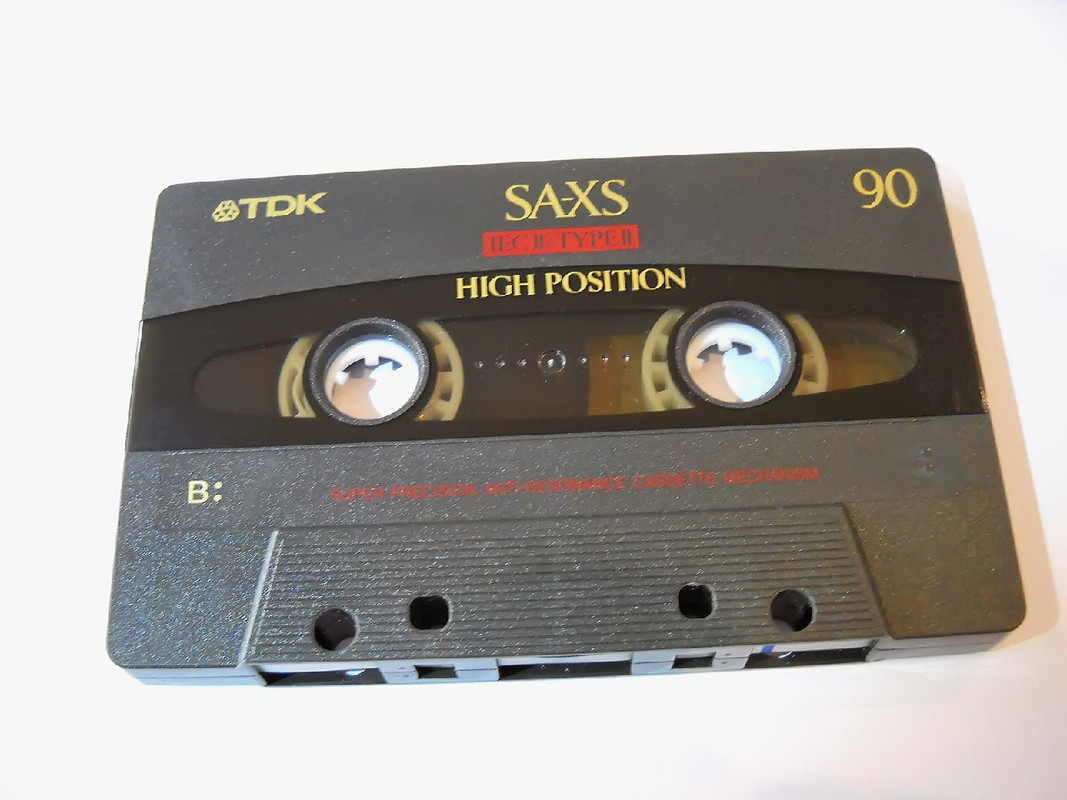 TDK
SA-XS
90
IEC II TYPE II
HIGH POSITION
B:
SUPER PRECISION ANTI-RESONANCE CASSETTE MECHANISM